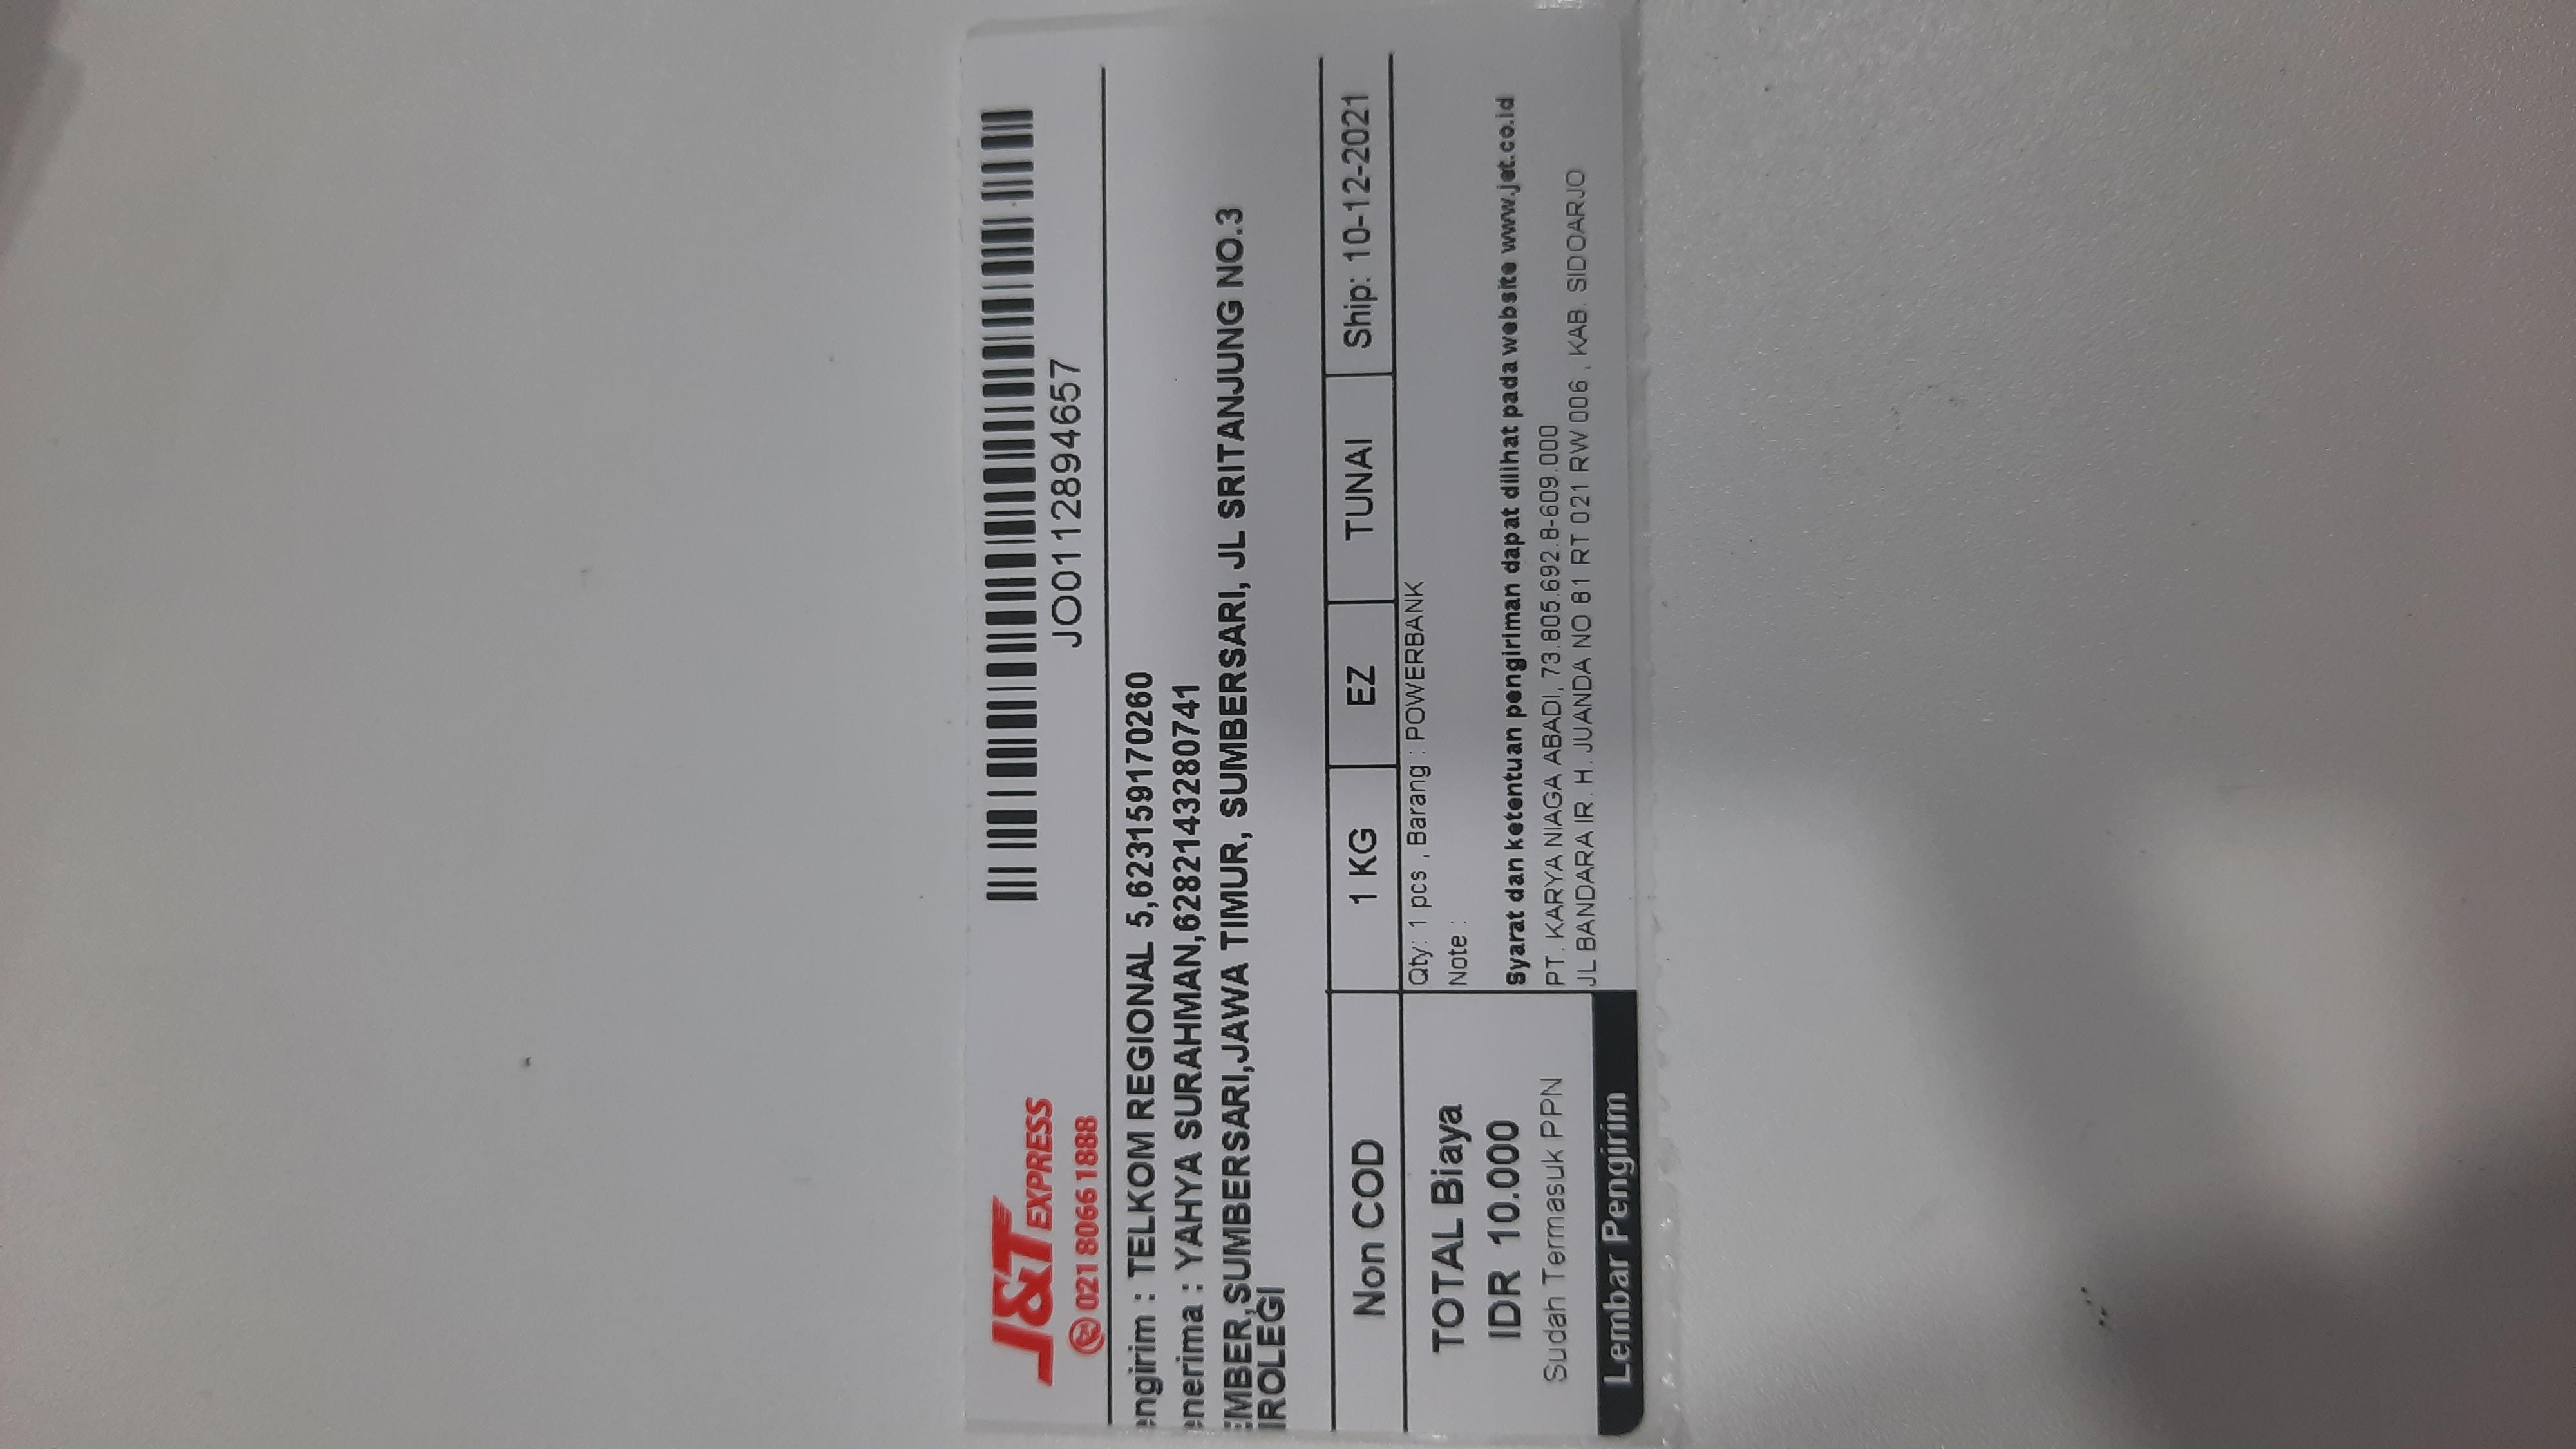 J&T EXPRESS
021 8066 1888
JO0112894657
engirim : TELKOM REGIONAL 5,623159170260
enerima : YAHYA SURAHMAN,6282143280741
EMBER,SUMBERSARI,JAWA TIMUR, SUMBERSARI, JL SRITANJUNG NO.3
IROLEGI
Non COD
1 KG
EZ
TUNAI
Ship: 10-12-2021
TOTAL Biaya
IDR 10.000
Sudah Termasuk PPN
Lembar Pengirim
Qty: 1 pcs , Barang : POWERBANK
Note :
Syarat dan ketentuan pengiriman dapat dilihat pada website www.jet.co.id
PT. KARYA NIAGA ABADI, 73.805.692.8-609.000
JL BANDARA IR. H. JUANDA NO 81 RT 021 RW 006 , KAB. SIDOARJO